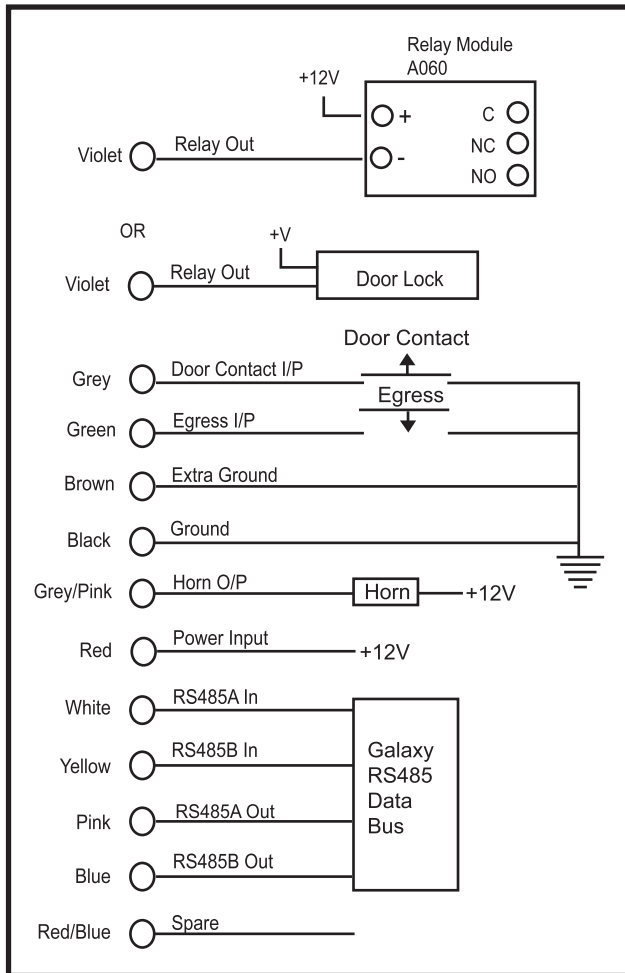 Relay Module
A060
+12V
+
C
NC
-
NO
Violet
Relay Out
OR
+V
Violet
Relay Out
Door Lock
Door Contact
Grey
Door Contact I/P
Egress
Green
Egress I/P
Brown
Extra Ground
Black
Ground
Grey/Pink
Horn O/P
Horn
+12V
Red
Power Input
+12V
White
RS485A In
Yellow
RS485B In
Galaxy
RS485
Data
Bus
Pink
RS485A Out
Blue
RS485B Out
Red/Blue
Spare